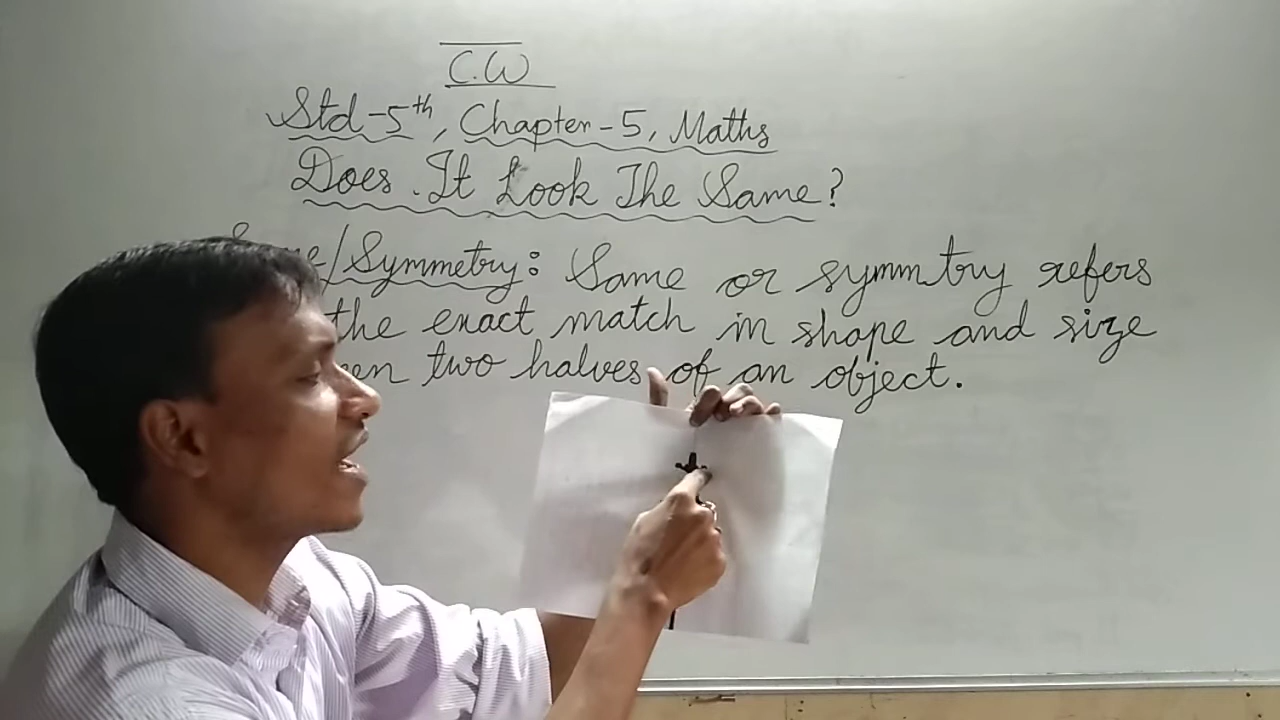 C.W
Std-5th, Chapter-5, Maths
Does It Look The Same?
/Symmetry: Same or symmtry refers
the exact match in shape and size
two halves of an object.